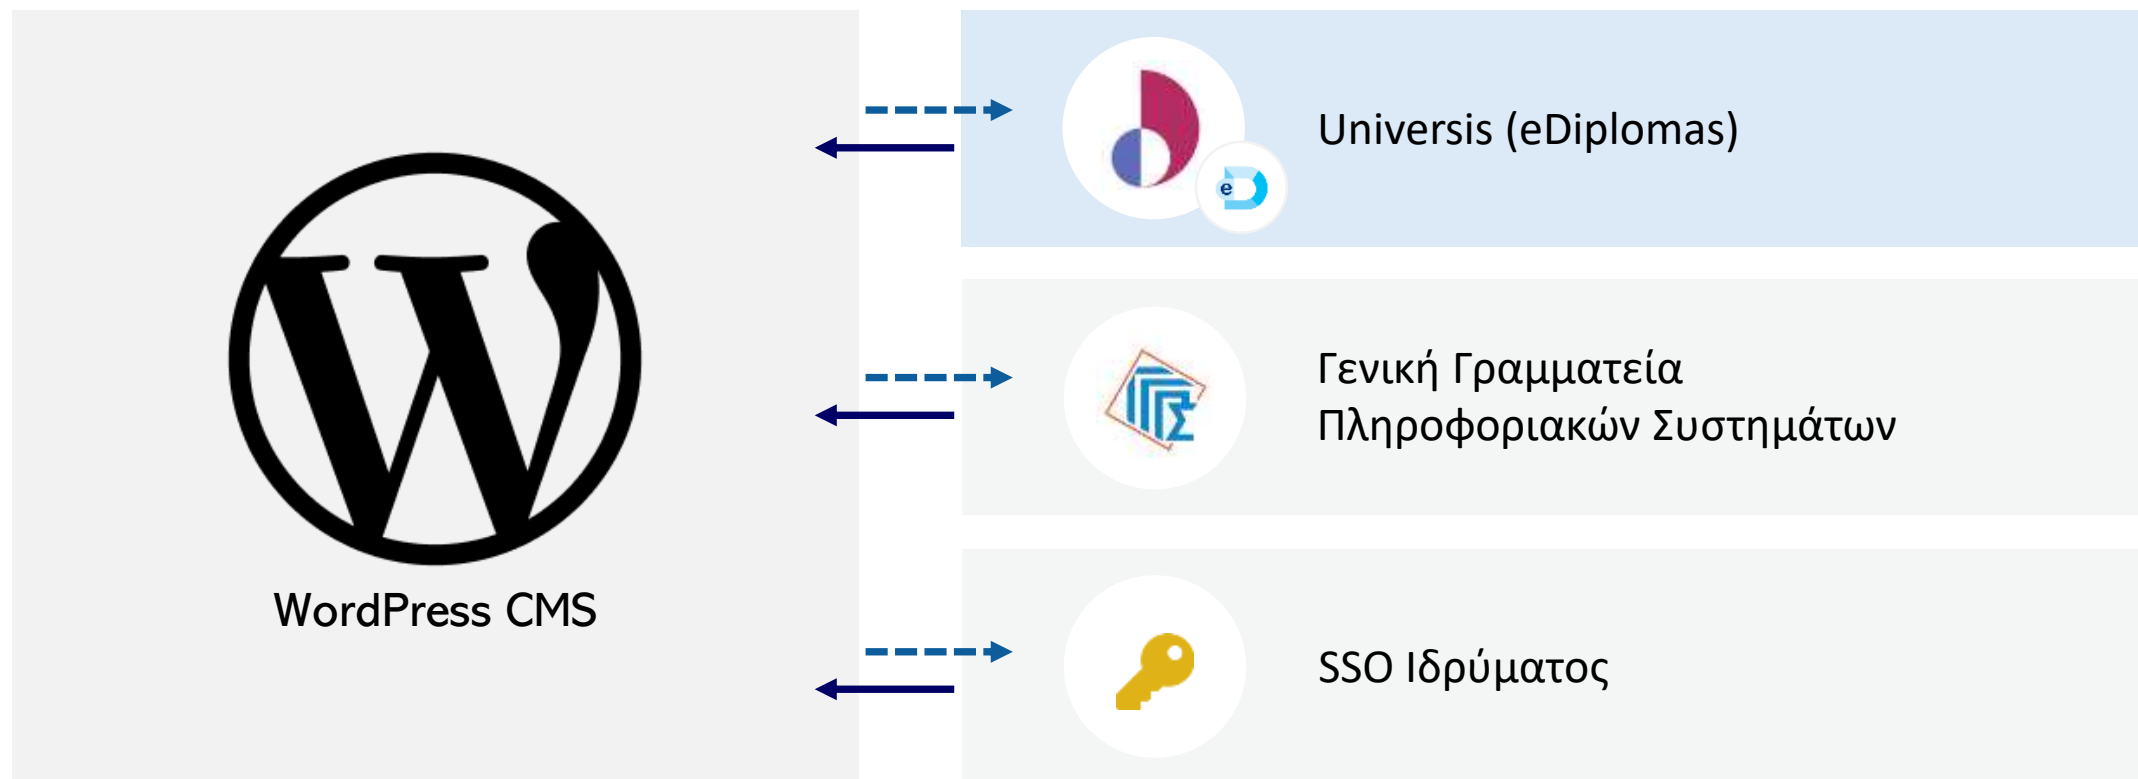 WordPress CMS
Universis (eDiplomas)
e
Γενική Γραμματεία
Πληροφοριακών Συστημάτων
SSO Ιδρύματος